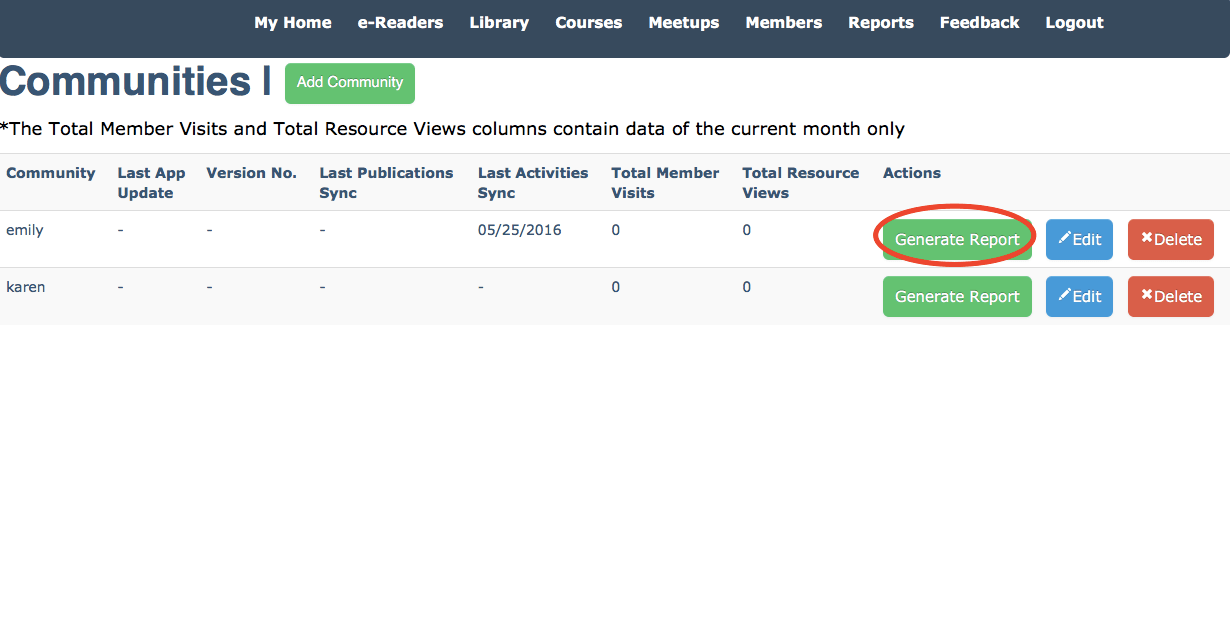 My Home e-Readers Library Courses Meetups Members Reports Feedback Logout
Communities | Add Community
*The Total Member Visits and Total Resource Views columns contain data of the current month only
Community Last App Update Version No. Last Publications Sync Last Activities Sync Total Member Visits Total Resource Views Actions
emily - - - 05/25/2016 0 0 Generate Report Edit Delete
karen - - - - 0 0 Generate Report Edit Delete